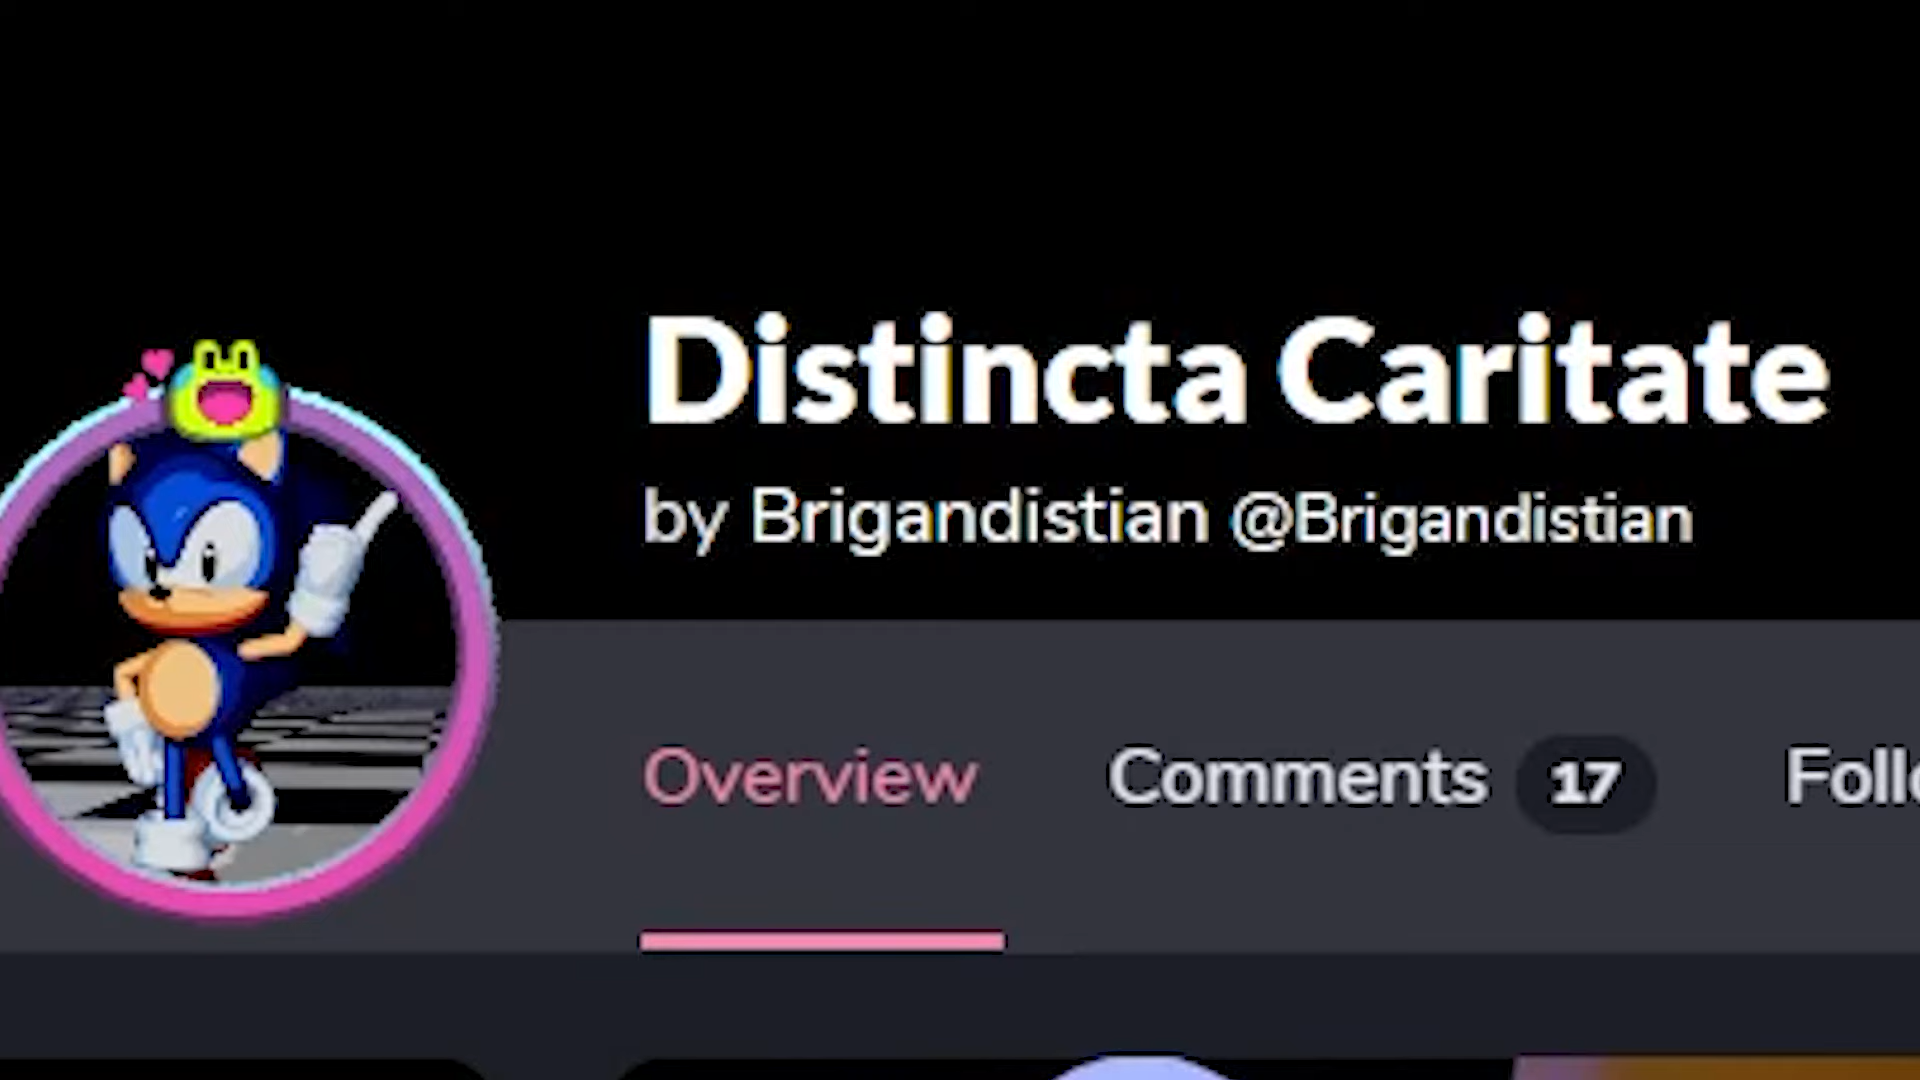 Distincta Caritate
by Brigandistian @Brigandistian
Overview Comments 17